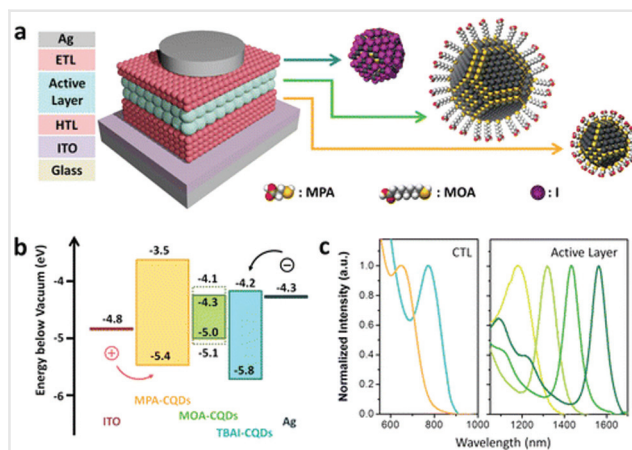 a
Ag
ETL
Active
Layer
HTL
ITO
Glass
: MPA
: MOA
: I
b
Energy below Vacuum (eV)
-4
-5
-6
-4.8
-3.5
-5.4
-4.1
-4.3
-5.0
-5.1
-4.2
-5.8
-4.3
ITO
MPA-CQDs
MOA-CQDs
TBAI-CQDs
Ag
c
CTL
Active Layer
Normalized Intensity (a.u.)
1.0
0.8
0.6
0.4
0.2
0.0
600 800 1000 1200 1400 1600
Wavelength (nm)